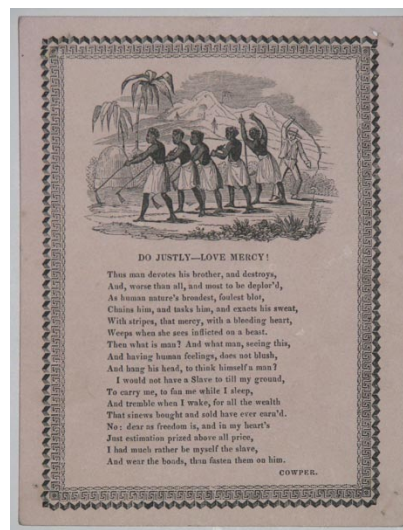 DO JUSTLY—LOVE MERCY!
Thus man devotes his brother, and destroys,
And, worse than all, and most to be deplor'd,
As human nature's broadest, foulest blot,
Chains him, and tasks him, and exacts his sweat,
With stripes, that mercy, with a bleeding heart,
Weeps when she sees inflicted on a beast.
Then what is man? And what man, seeing this,
And having human feelings, does not blush,
And hang his head, to think himself a man?
I would not have a Slave to till my ground,
To carry me, to fan me while I sleep,
And tremble when I wake, for all the wealth
That sinews bought and sold have ever earn'd.
No: dear as freedom is, and in my heart's
Just estimation prized above all price,
I had much rather be myself the slave,
And wear the bonds, than fasten them on him.
COWPER.